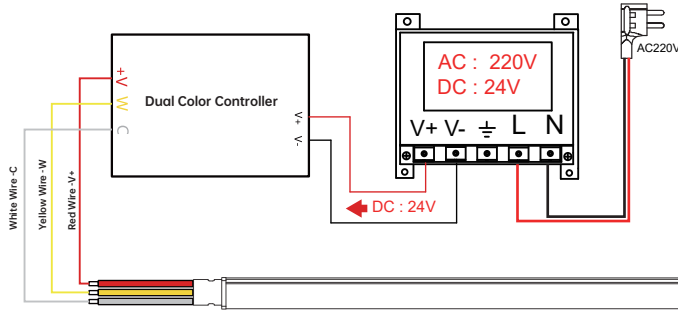 AC220V
AC : 220V
DC : 24V
V+ V- L N
Dual Color Controller
+V
W
C
V+
V-
DC : 24V
White Wire -C
Yellow Wire -W
Red Wire -V+